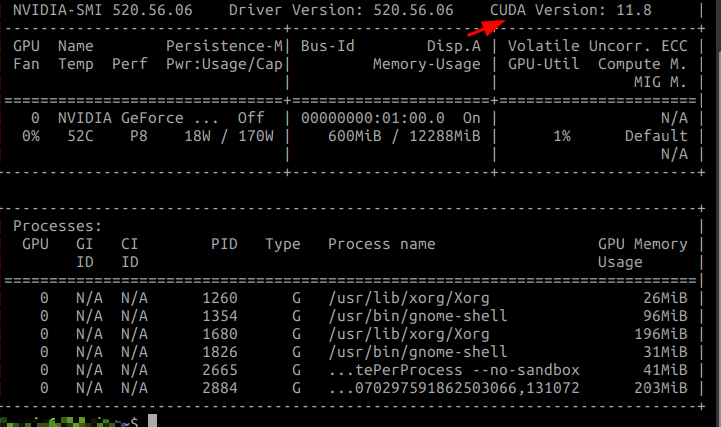 NVIDIA-SMI 520.56.06    Driver Version: 520.56.06    CUDA Version: 11.8     |
-------------------------------+----------------------+----------------------+
GPU  Name        Persistence-M| Bus-Id        Disp.A | Volatile Uncorr. ECC
Fan  Temp  Perf  Pwr:Usage/Cap|         Memory-Usage | GPU-Util  Compute M. |
|                      |               MIG M. |
===============================+======================+======================|
0  NVIDIA GeForce ...  Off | 00000000:01:00.0  On |                  N/A |
0%   52C    P8    18W / 170W |    600MiB / 12288MiB |      1%      Default |
|                      |                  N/A |
-------------------------------+----------------------+----------------------+
-----------------------------------------------------------------------------+
Processes:                                                                  |
GPU   GI   CI        PID   Type   Process name                  GPU Memory |
ID   ID                                                   Usage      |
=============================================================================|
0   N/A  N/A      1260      G   /usr/lib/xorg/Xorg                 26MiB |
0   N/A  N/A      1354      G   /usr/bin/gnome-shell               96MiB |
0   N/A  N/A      1680      G   /usr/lib/xorg/Xorg                196MiB |
0   N/A  N/A      1826      G   /usr/bin/gnome-shell               31MiB |
0   N/A  N/A      2665      G   ...tePerProcess --no-sandbox       41MiB |
0   N/A  N/A      2884      G   ...070297591862503066,131072      203MiB |
-----------------------------------------------------------------------------+
:~$